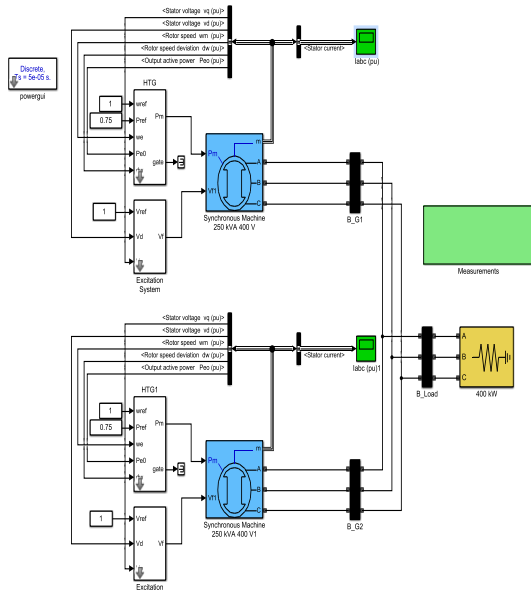 <Stator voltage vq (pu)>
<Stator voltage vd (pu)>
<Rotor speed wm (pu)>
<Rotor speed deviation dw (pu)>
<Output active power Peo (pu)>
<Stator current>
Iabc (pu)
Discrete,
Ts = 5e-05 s.
powergui
HTG
1
wref
0.75
Pref
we
Pe0
Pm
gate
Pm
Vf1
m
A
B
C
Synchronous Machine
250 kVA 400 V
B_G1
1
Vref
Vd
Vf
Excitation
System
Measurements
<Stator voltage vq (pu)>
<Stator voltage vd (pu)>
<Rotor speed wm (pu)>
<Rotor speed deviation dw (pu)>
<Output active power Peo (pu)>
<Stator current>
Iabc (pu)1
A
B
C
B_Load
400 kW
HTG1
1
wref
0.75
Pref
we
Pe0
Pm
gate
Pm
Vf1
m
A
B
C
Synchronous Machine
250 kVA 400 V1
B_G2
1
Vref
Vd
Vf
Excitation